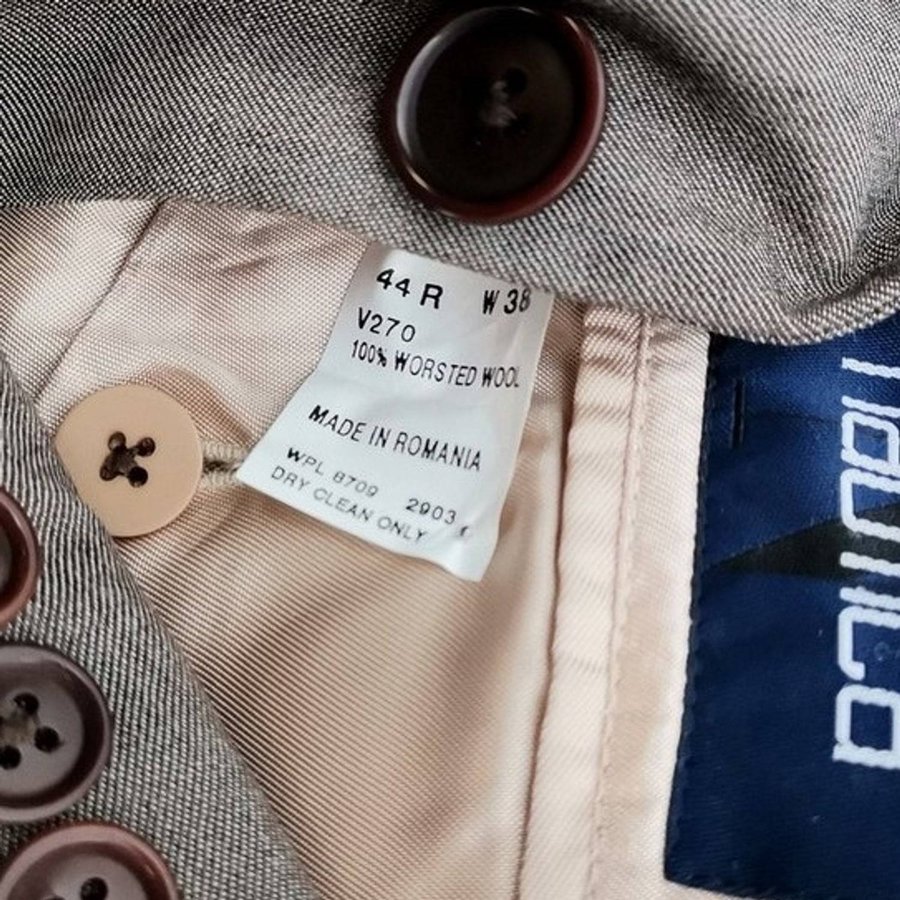 44 R W 38
V270
100% WORSTED WOOL
MADE IN ROMANIA
WPL 8709 2903
DRY CLEAN ONLY